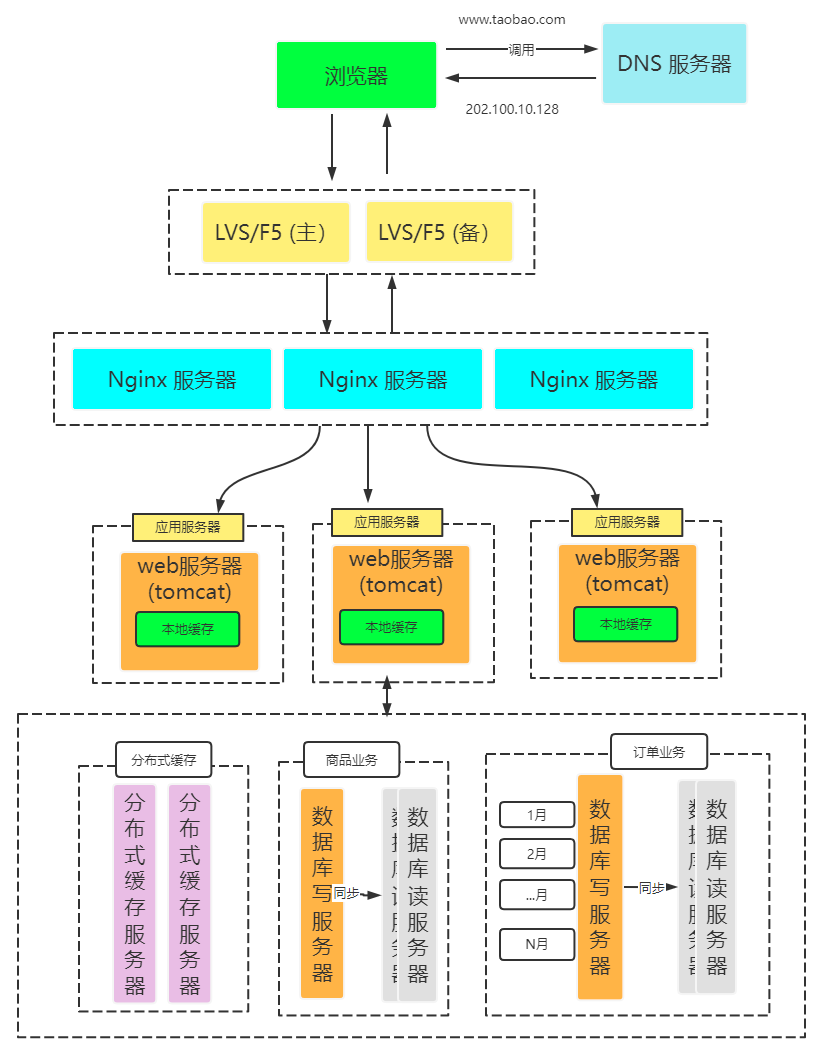 www.taobao.com
浏览器
调用
DNS 服务器
202.100.10.128
LVS/F5 (主）
LVS/F5 (备）
Nginx 服务器
Nginx 服务器
Nginx 服务器
应用服务器
web服务器
(tomcat)
本地缓存
应用服务器
web服务器
(tomcat)
本地缓存
应用服务器
web服务器
(tomcat)
本地缓存
分布式缓存
分布式缓存服务器
分布式缓存服务器
商品业务
数据库写服务器
同步
数据库读服务器
数据库读服务器
订单业务
1月
2月
...月
N月
数据库写服务器
同步
数据库读服务器
数据库读服务器